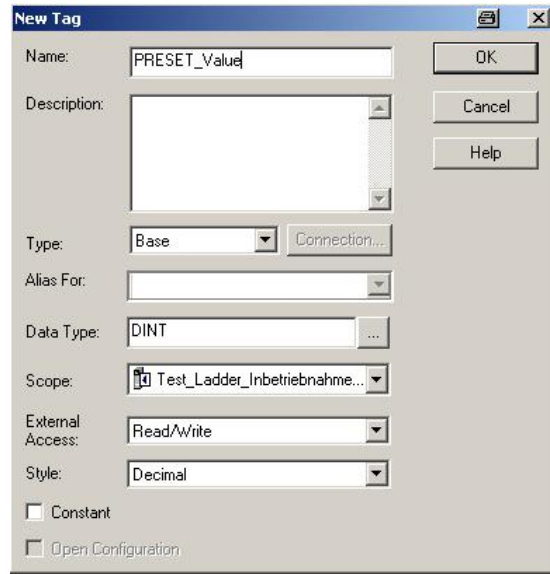 New Tag
Name: PRESET_Value OK
Description: Cancel
Help
Type: Base Connection...
Alias For:
Data Type: DINT ...
Scope: Test_Ladder_Inbetriebnahme...
External Access: Read/Write
Style: Decimal
Constant
Open Configuration